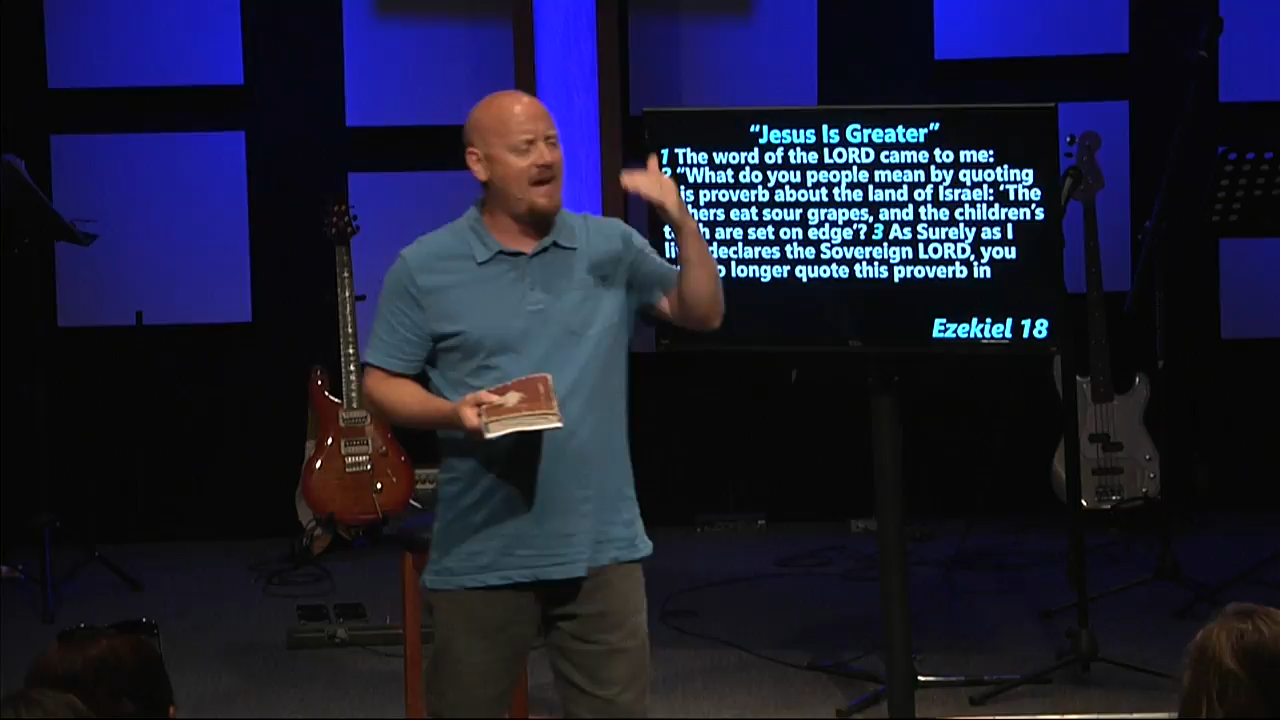 “Jesus Is Greater”
1 The word of the LORD came to me:
“What do you people mean by quoting
proverb about the land of Israel: ‘The
eat sour grapes, and the children’s
are set on edge’? 3 As Surely as I
declares the Sovereign LORD, you
longer quote this proverb in
Ezekiel 18